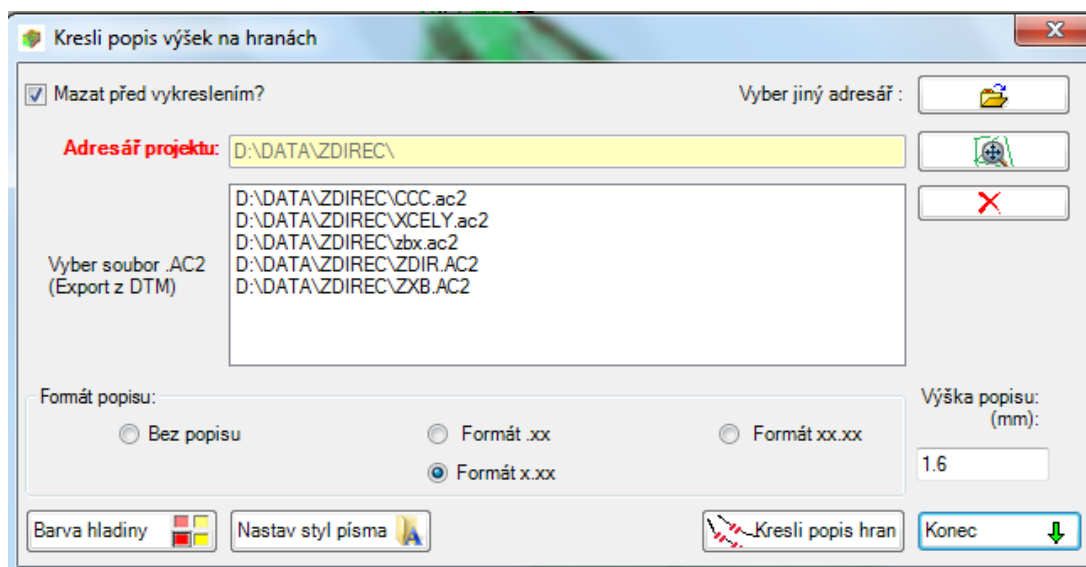 Kresli popis výšek na hranách
Mazat před vykreslením?
Vyber jiný adresář :
Adresář projektu:
D:\DATA\ZDIREC\
Vyber soubor .AC2
(Export z DTM)
D:\DATA\ZDIREC\CCC.ac2
D:\DATA\ZDIREC\XCELY.ac2
D:\DATA\ZDIREC\zbx.ac2
D:\DATA\ZDIREC\ZDIR.AC2
D:\DATA\ZDIREC\ZXB.AC2
Formát popisu:
Bez popisu
Formát .xx
Formát xx.xx
Formát x.xx
Výška popisu:
(mm):
1.6
Barva hladiny
Nastav styl písma
Kresli popis hran
Konec